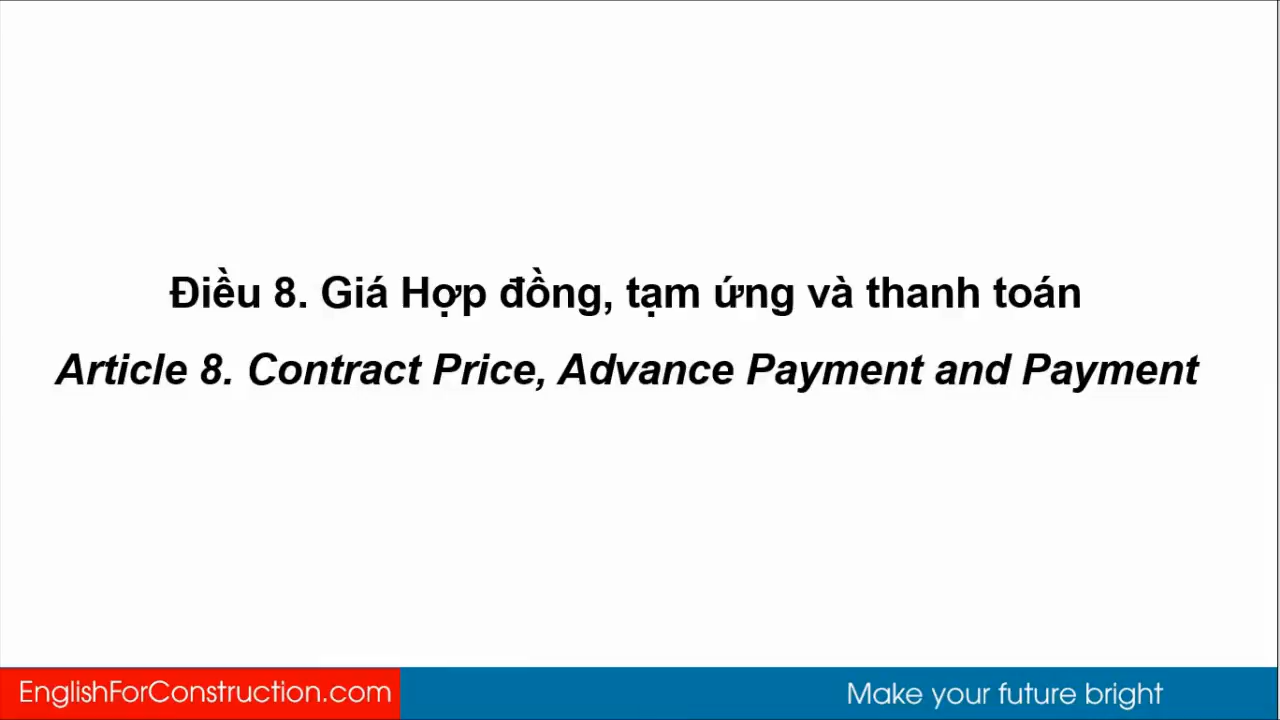 Điều 8. Giá Hợp đồng, tạm ứng và thanh toán
Article 8. Contract Price, Advance Payment and Payment
EnglishForConstruction.com
Make your future bright